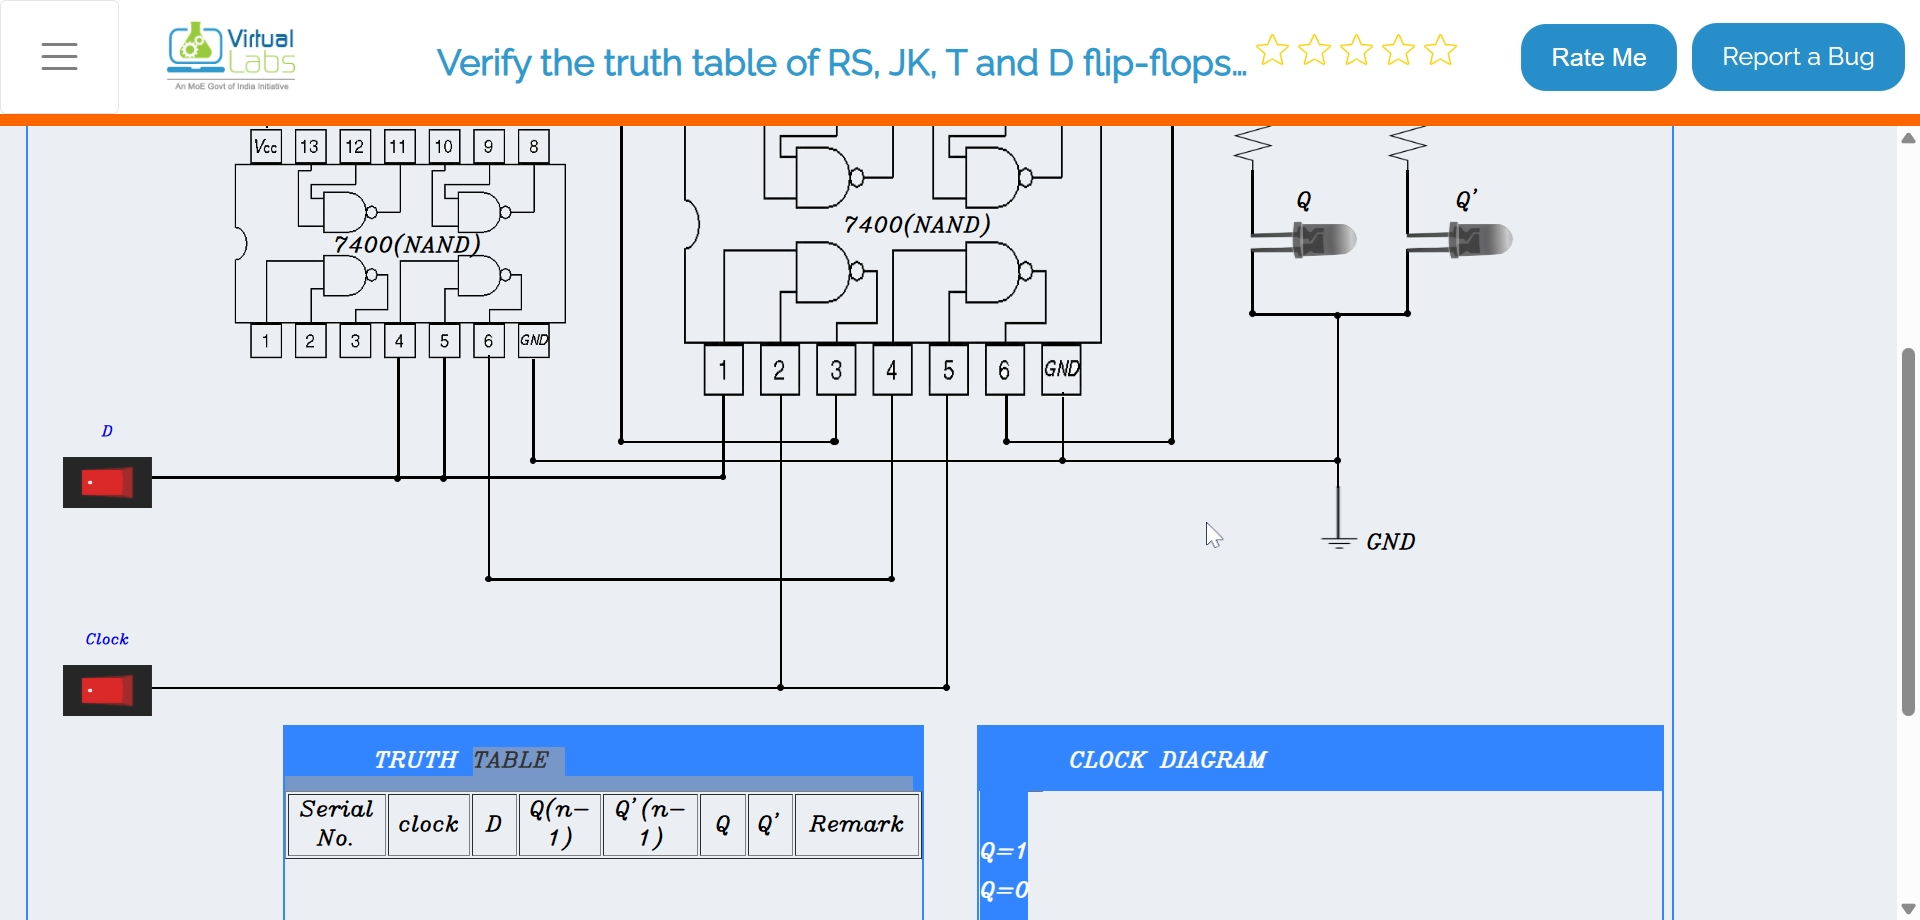 Virtual
Labs
An MoE Govt of India Initiative
Verify the truth table of RS, JK, T and D flip-flops...
Rate Me
Report a Bug
Vcc 13 12 11 10 9 8
7400(NAND)
1 2 3 4 5 6 GND
7400(NAND)
1 2 3 4 5 6 GND
Q
Q'
D
GND
Clock
TRUTH TABLE
Serial No. clock D Q(n-1) Q'(n-1) Q Q' Remark
CLOCK DIAGRAM
Q=1
Q=0